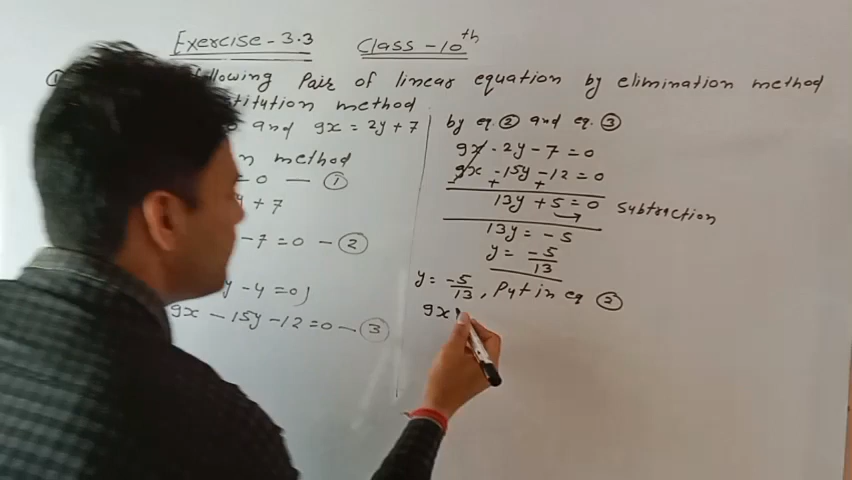 Exercise - 3.3 Class - 10th
① following Pair of linear equation by elimination method
method
and 9x = 2y + 7
method
= 0 — ①
+ 7
- 7 = 0 - ②
y - 4 = 0)
9x - 15y - 12 = 0 — ③
by eq. ② and eq. ③
9x - 2y - 7 = 0
9x - 15y - 12 = 0
- + +
13y + 5 = 0 Subtraction
13y = - 5
y = -5/13
y = -5/13, Put in eq ②
9x